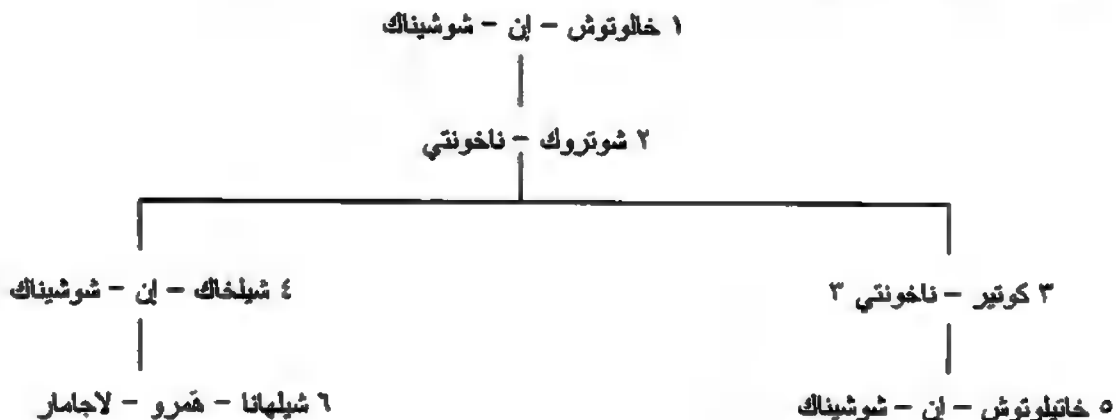 ١ خالوتوش – إن – شوشيناك
٢ شوتروك – ناخونتي
٣ كوتير – ناخونتي ٣
٤ شيلخاك – إن – شوشيناك
٥ خاتيلوتوش – إن – شوشيناك
٦ شيلهانا – همرو – لاجامار